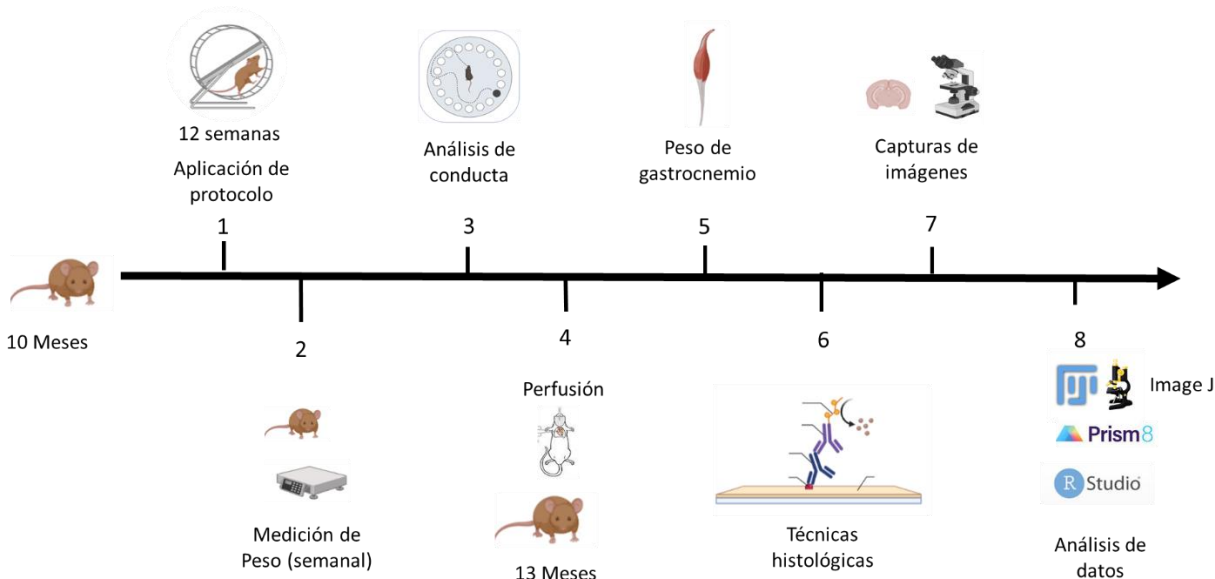 12 semanas
Aplicación de
protocolo
1
Análisis de
conducta
3
Peso de
gastrocnemio
5
Capturas de
imágenes
7
10 Meses
2
Medición de
Peso (semanal)
4
Perfusión
13 Meses
6
Técnicas
histológicas
8
Image J
Prism 8
R Studio
Análisis de
datos